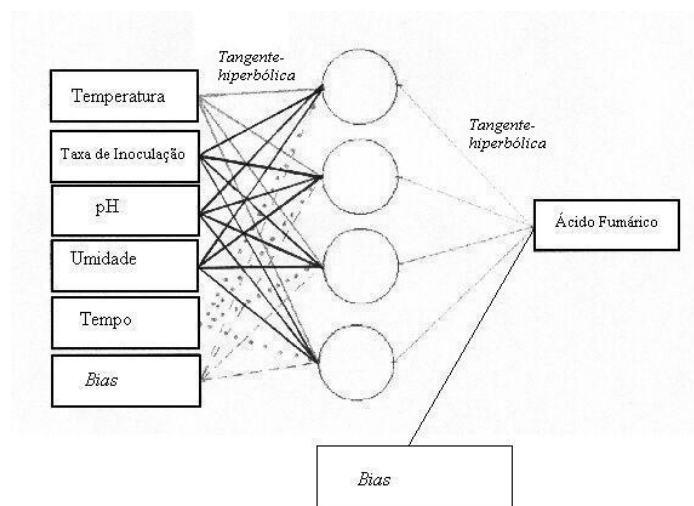 Tangente-
hiperbólica
Temperatura
Taxa de Inoculação
pH
Umidade
Tempo
Bias
Tangente-
hiperbólica
Ácido Fumárico
Bias